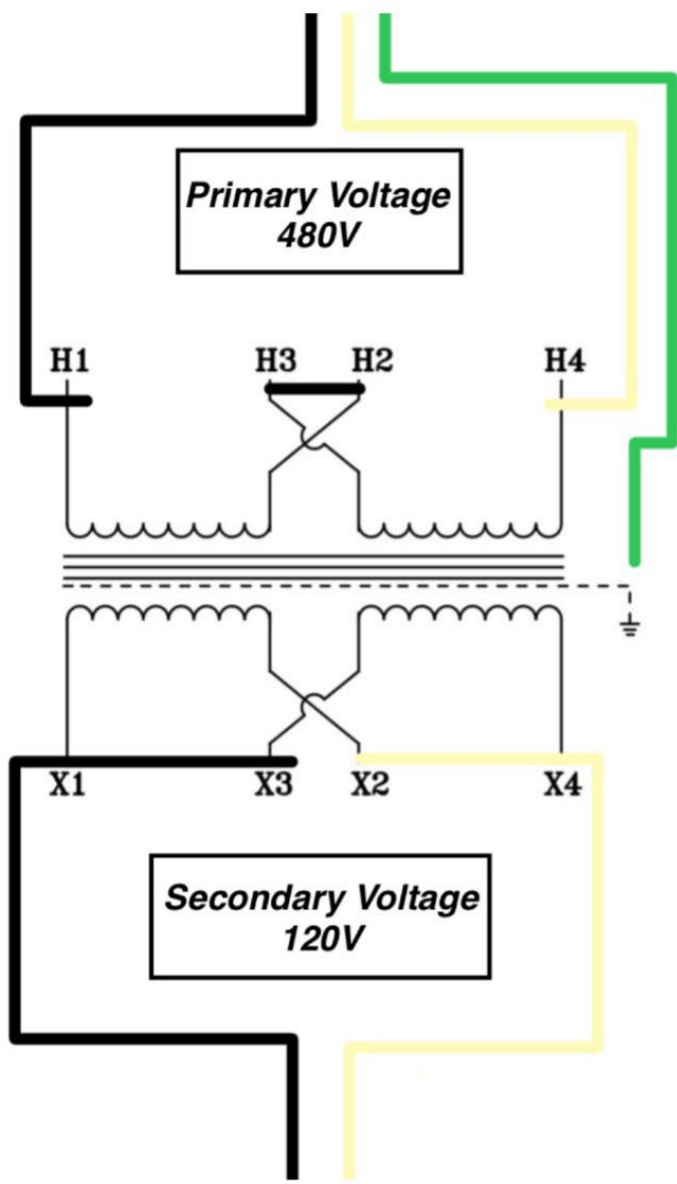 Primary Voltage
480V
H1 H3 H2 H4
X1 X3 X2 X4
Secondary Voltage
120V